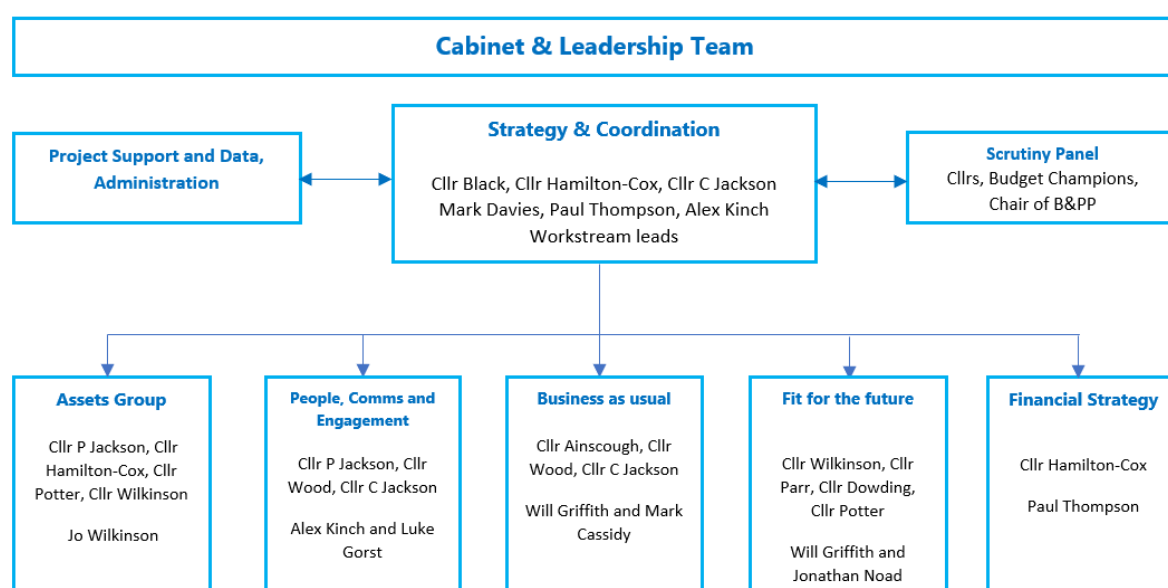 Cabinet & Leadership Team
Project Support and Data,
Administration
Strategy & Coordination
Cllr Black, Cllr Hamilton-Cox, Cllr C Jackson
Mark Davies, Paul Thompson, Alex Kinch
Workstream leads
Scrutiny Panel
Cllrs, Budget Champions,
Chair of B&PP
Assets Group
Cllr P Jackson, Cllr
Hamilton-Cox, Cllr
Potter, Cllr Wilkinson
Jo Wilkinson
People, Comms and
Engagement
Cllr P Jackson, Cllr
Wood, Cllr C Jackson
Alex Kinch and Luke
Gorst
Business as usual
Cllr Ainscough, Cllr
Wood, Cllr C Jackson
Will Griffith and Mark
Cassidy
Fit for the future
Cllr Wilkinson, Cllr
Parr, Cllr Dowding,
Cllr Potter
Will Griffith and
Jonathan Noad
Financial Strategy
Cllr Hamilton-Cox
Paul Thompson